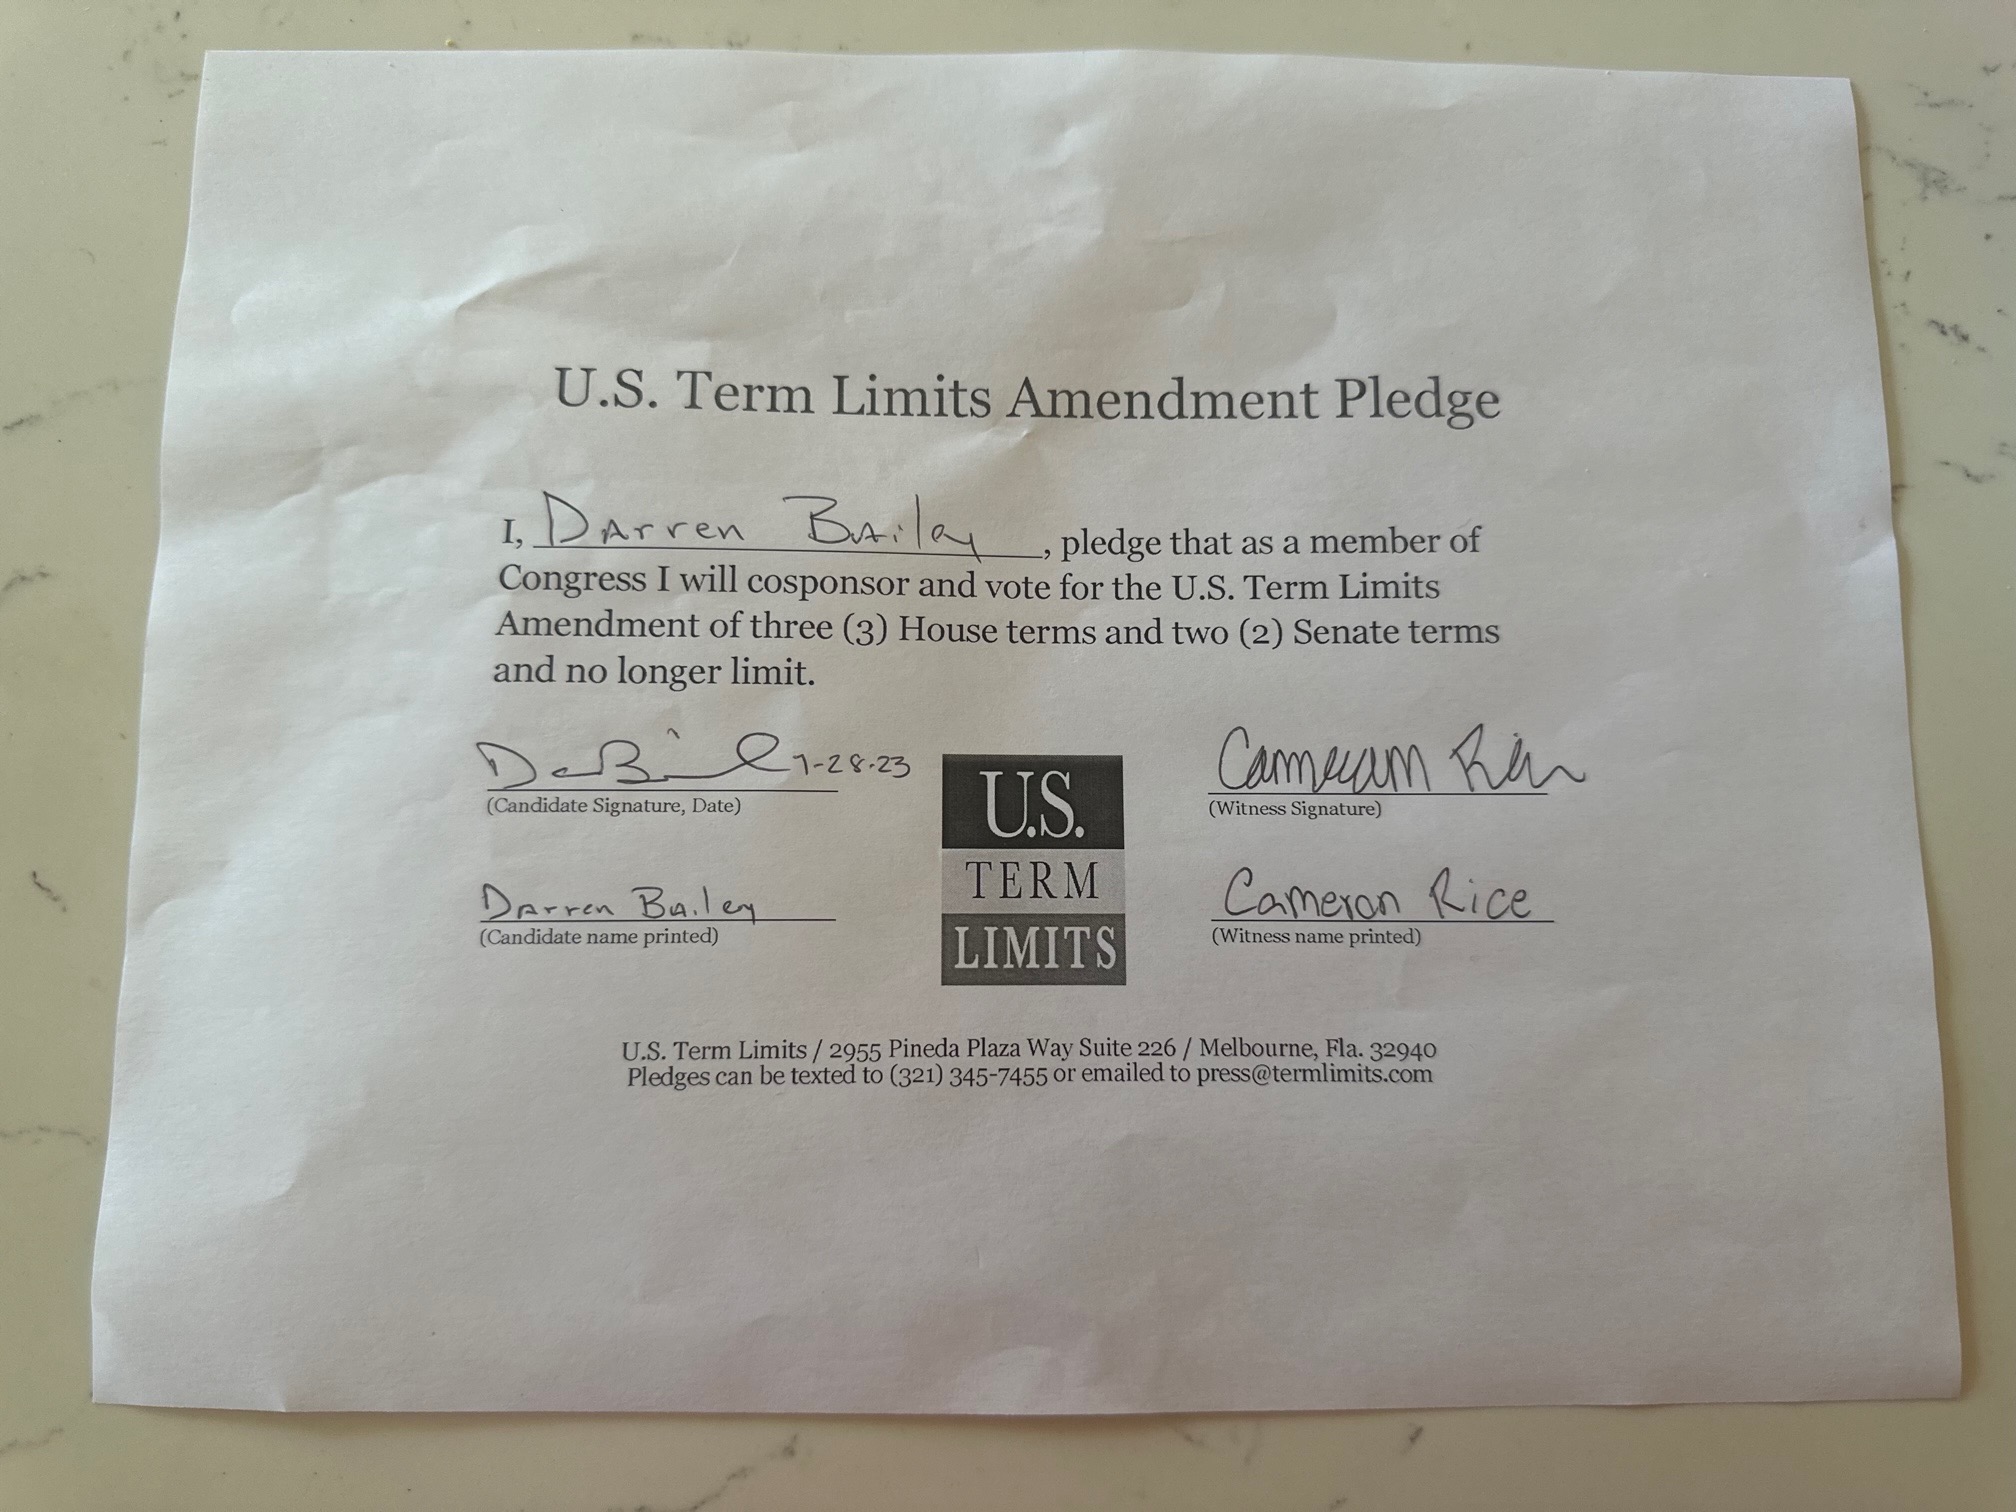 U.S. Term Limits Amendment Pledge
I, Darren Bailey, pledge that as a member of
Congress I will cosponsor and vote for the U.S. Term Limits
Amendment of three (3) House terms and two (2) Senate terms
and no longer limit.
7-28-23
(Candidate Signature, Date)
Darren Bailey
(Candidate name printed)
U.S.
TERM
LIMITS
Cameron Rice
(Witness Signature)
Cameron Rice
(Witness name printed)
U.S. Term Limits / 2955 Pineda Plaza Way Suite 226 / Melbourne, Fla. 32940
Pledges can be texted to (321) 345-7455 or emailed to press@termlimits.com